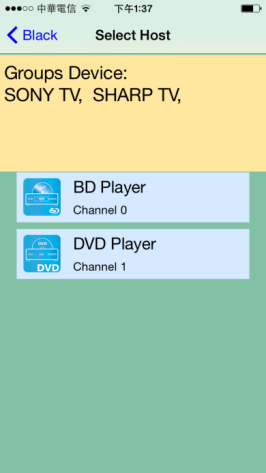 中華電信 下午1:37
Black Select Host
Groups Device:
SONY TV, SHARP TV,
BD Player
Channel 0
DVD Player
Channel 1
DVD